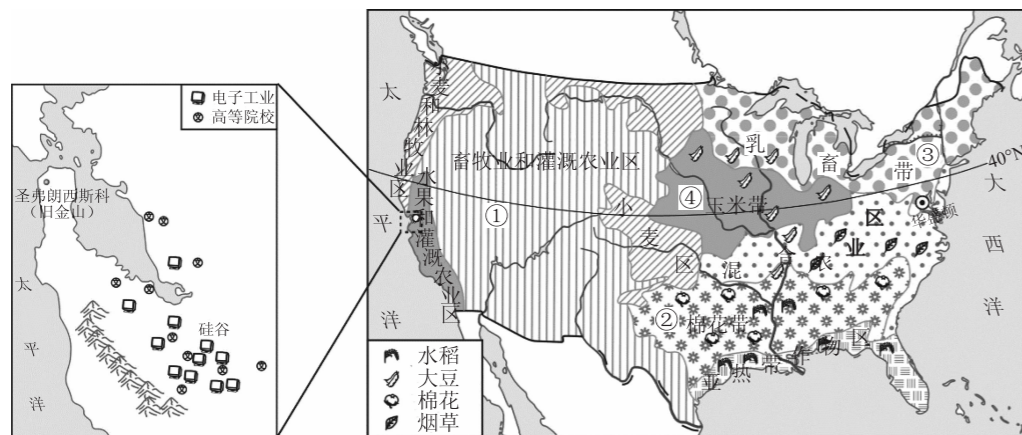 电子工业
高等院校
圣弗朗西斯科
（旧金山）
太
平
洋
硅谷
太
平
洋
小麦和林牧业区
水果和灌溉农业区
畜牧业和灌溉农业区
①
小
麦
区
④
玉米带
乳
畜
带
③
40°N
华盛顿
大
西
洋
混
合
农
业
区
②
棉花带
亚
热
带
作
物
区
水稻
大豆
棉花
烟草